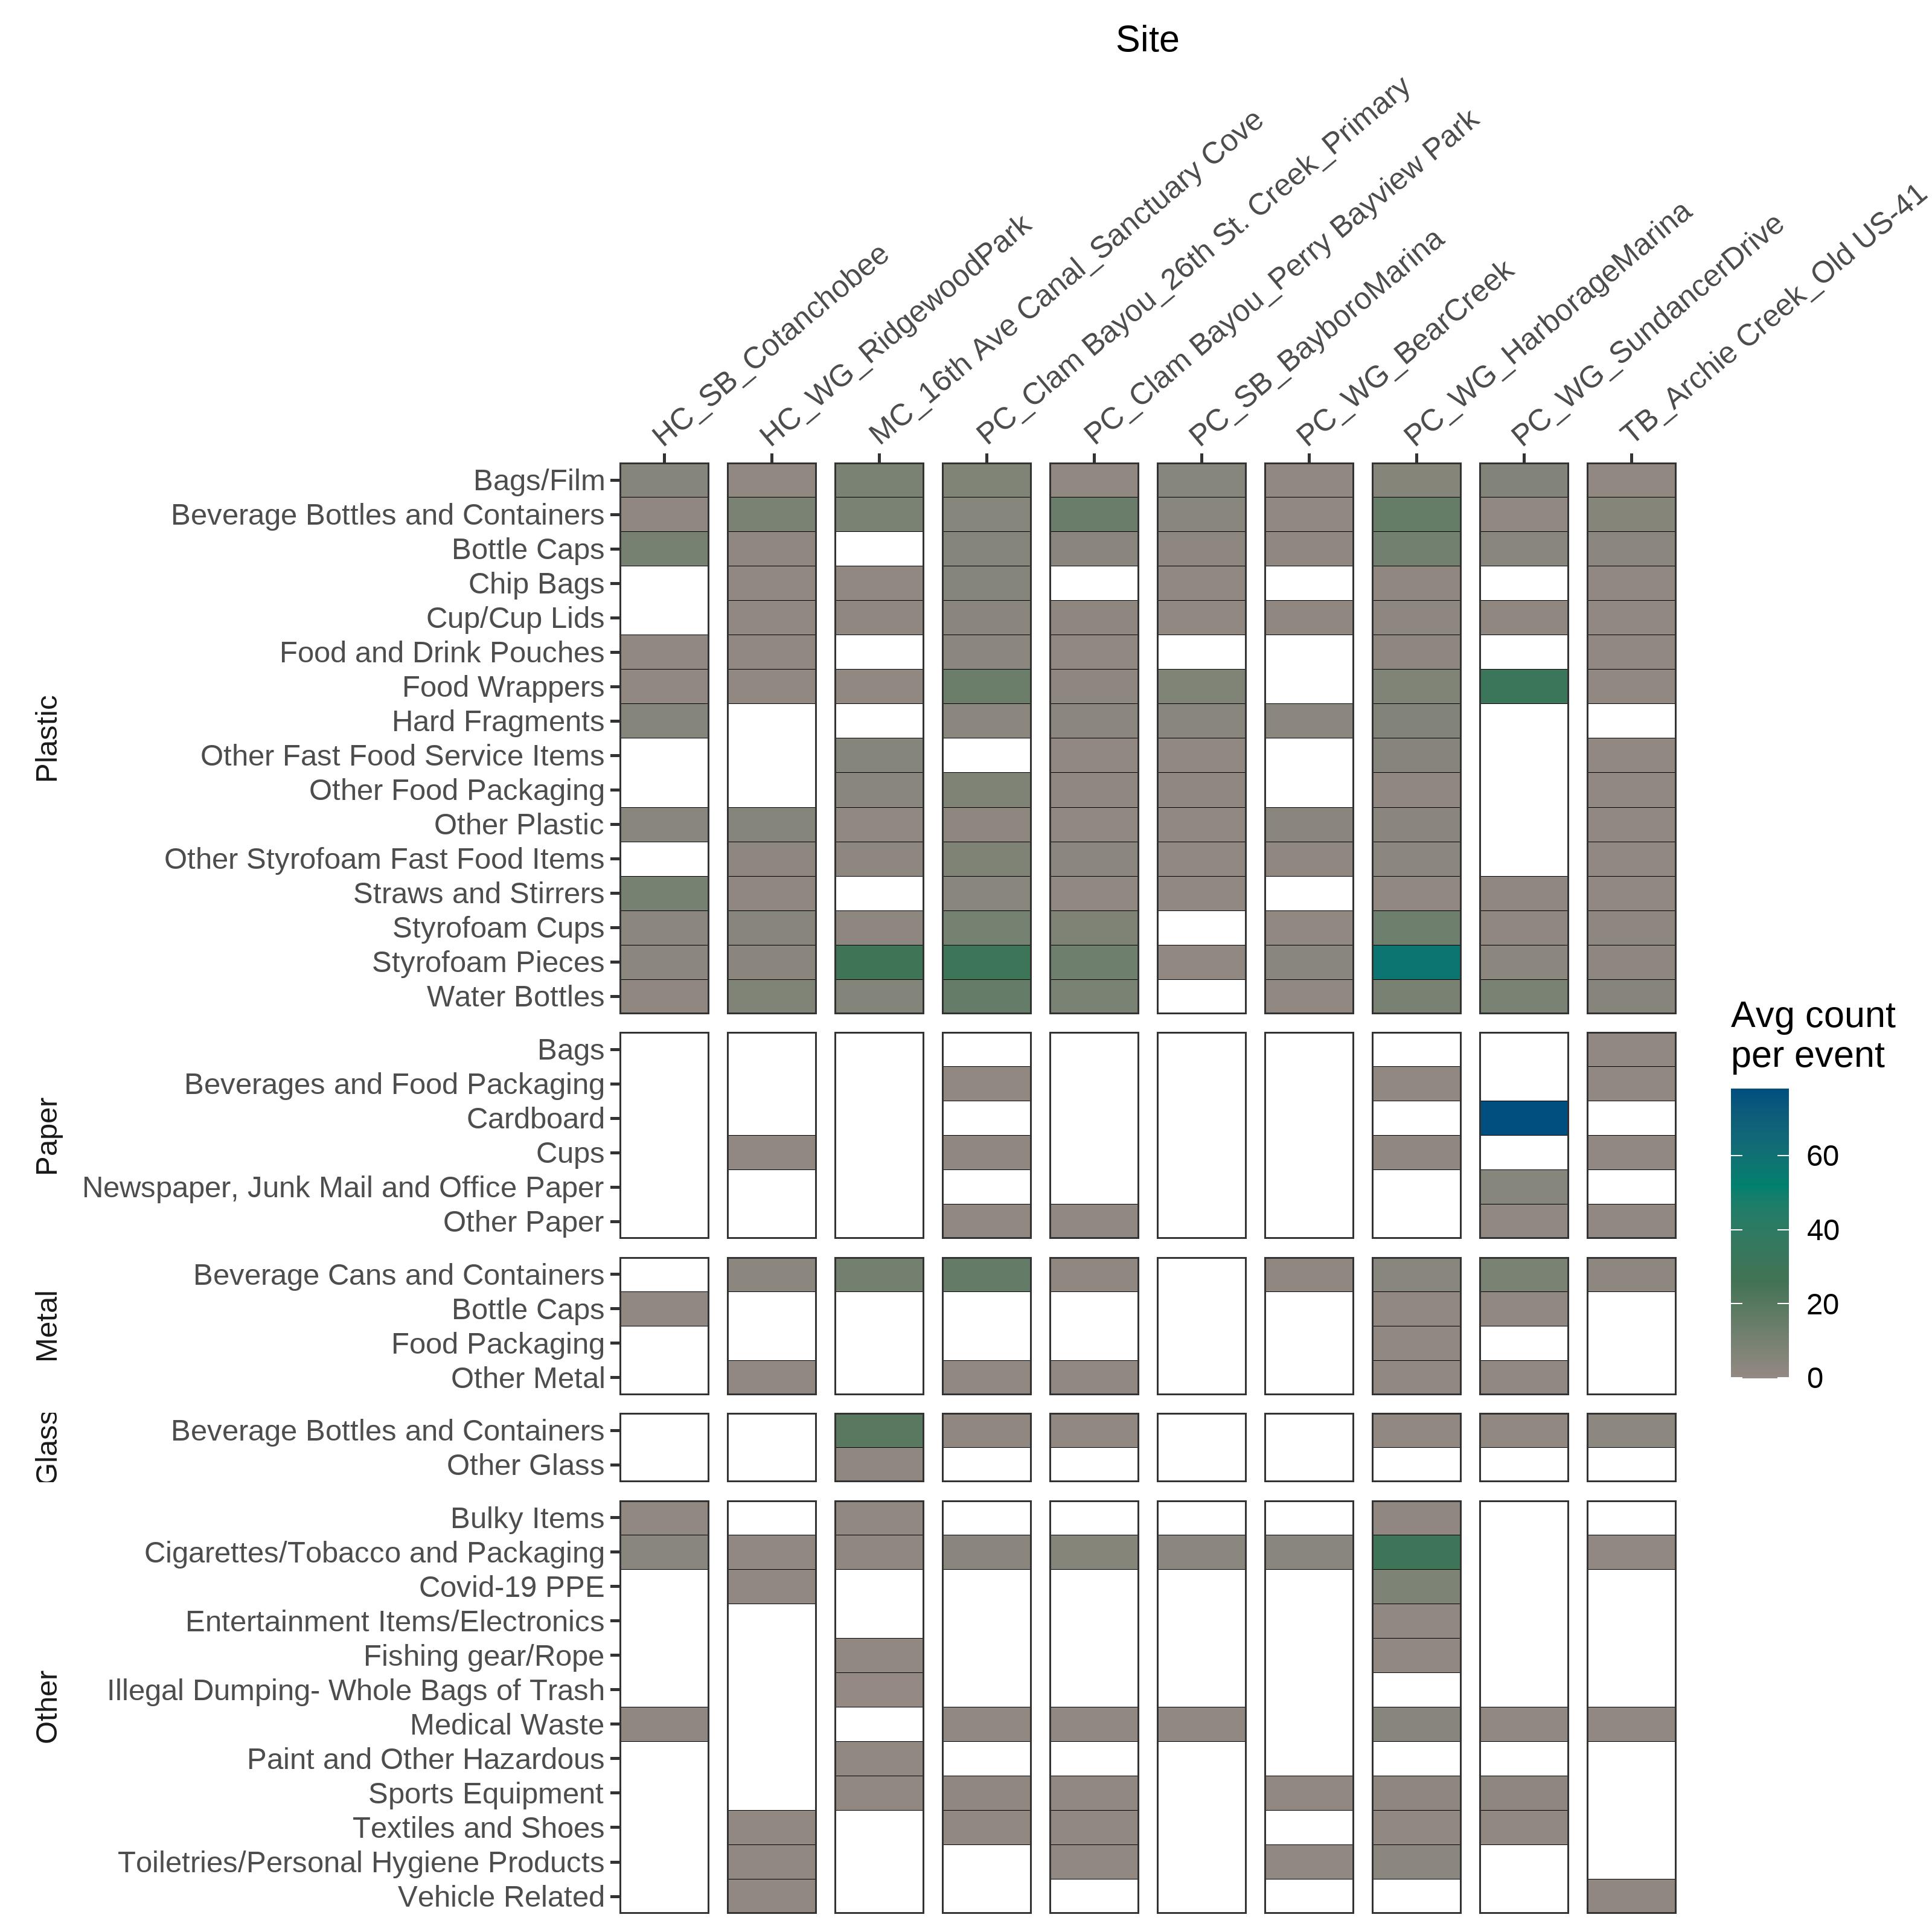 Site
HC_SB_Cotanchobee
HC_WG_RidgewoodPark
MC_16th Ave Canal_Sanctuary Cove
PC_Clam Bayou_26th St. Creek_Primary
PC_Clam Bayou_Perry Bayview Park
PC_SB_BayboroMarina
PC_WG_BearCreek
PC_WG_HarborageMarina
PC_WG_SundancerDrive
TB_Archie Creek_Old US-41
Plastic
Bags/Film
Beverage Bottles and Containers
Bottle Caps
Chip Bags
Cup/Cup Lids
Food and Drink Pouches
Food Wrappers
Hard Fragments
Other Fast Food Service Items
Other Food Packaging
Other Plastic
Other Styrofoam Fast Food Items
Straws and Stirrers
Styrofoam Cups
Styrofoam Pieces
Water Bottles
Paper
Bags
Beverages and Food Packaging
Cardboard
Cups
Newspaper, Junk Mail and Office Paper
Other Paper
Metal
Beverage Cans and Containers
Bottle Caps
Food Packaging
Other Metal
Glass
Beverage Bottles and Containers
Other Glass
Other
Bulky Items
Cigarettes/Tobacco and Packaging
Covid-19 PPE
Entertainment Items/Electronics
Fishing gear/Rope
Illegal Dumping- Whole Bags of Trash
Medical Waste
Paint and Other Hazardous
Sports Equipment
Textiles and Shoes
Toiletries/Personal Hygiene Products
Vehicle Related
Avg count
per event
60
40
20
0